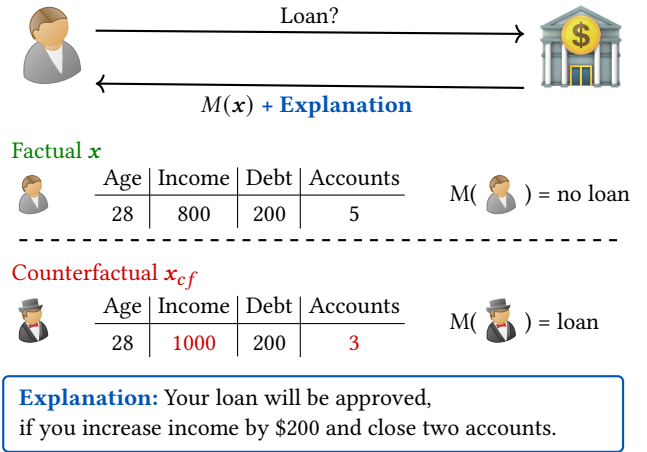 Loan?
$
M(x) + Explanation
Factual x
Age Income Debt Accounts
28 800 200 5
M( ) = no loan
Counterfactual x_cf
Age Income Debt Accounts
28 1000 200 3
M( ) = loan
Explanation: Your loan will be approved,
if you increase income by $200 and close two accounts.